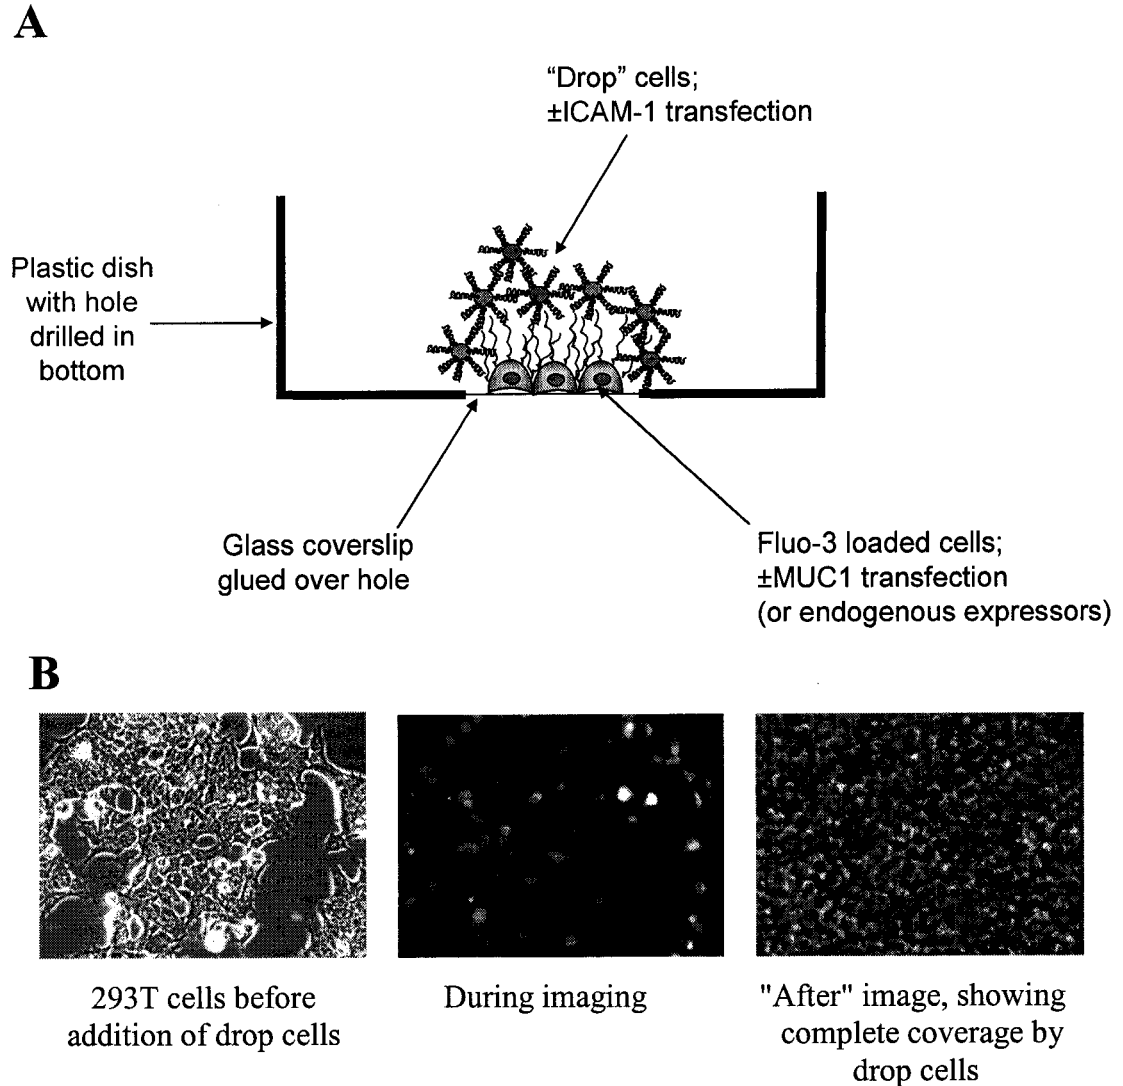 A
“Drop” cells;
±ICAM-1 transfection
Plastic dish
with hole
drilled in
bottom
Glass coverslip
glued over hole
Fluo-3 loaded cells;
±MUC1 transfection
(or endogenous expressors)
B
293T cells before
addition of drop cells
During imaging
"After" image, showing
complete coverage by
drop cells